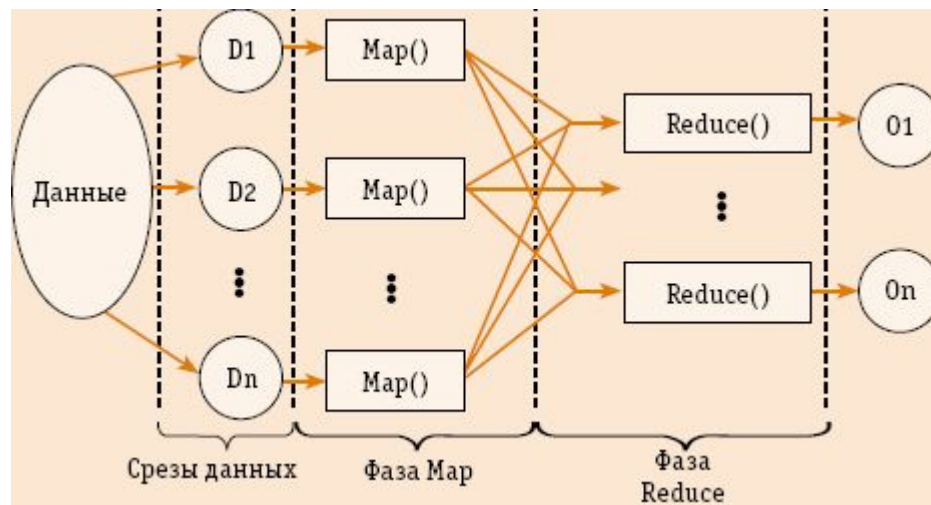 Данные
D1
D2
Dn
Map()
Map()
Map()
Reduce()
Reduce()
O1
On
Срезы данных
Фаза Map
Фаза
Reduce